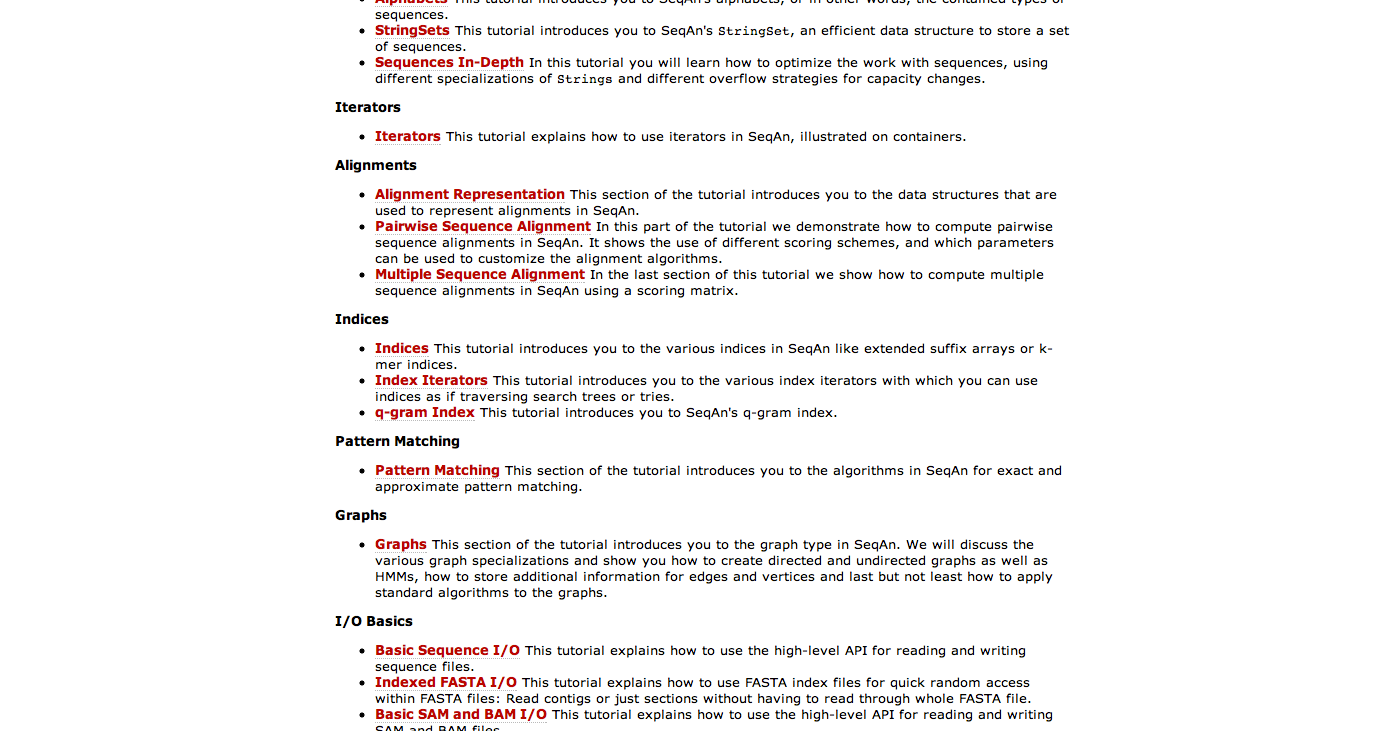 Alphabets This tutorial introduces you to SeqAn's alphabets, or in other words, the contained types of
sequences.
StringSets This tutorial introduces you to SeqAn's StringSet, an efficient data structure to store a set
of sequences.
Sequences In-Depth In this tutorial you will learn how to optimize the work with sequences, using
different specializations of Strings and different overflow strategies for capacity changes.
Iterators
Iterators This tutorial explains how to use iterators in SeqAn, illustrated on containers.
Alignments
Alignment Representation This section of the tutorial introduces you to the data structures that are
used to represent alignments in SeqAn.
Pairwise Sequence Alignment In this part of the tutorial we demonstrate how to compute pairwise
sequence alignments in SeqAn. It shows the use of different scoring schemes, and which parameters
can be used to customize the alignment algorithms.
Multiple Sequence Alignment In the last section of this tutorial we show how to compute multiple
sequence alignments in SeqAn using a scoring matrix.
Indices
Indices This tutorial introduces you to the various indices in SeqAn like extended suffix arrays or k-
mer indices.
Index Iterators This tutorial introduces you to the various index iterators with which you can use
indices as if traversing search trees or tries.
q-gram Index This tutorial introduces you to SeqAn's q-gram index.
Pattern Matching
Pattern Matching This section of the tutorial introduces you to the algorithms in SeqAn for exact and
approximate pattern matching.
Graphs
Graphs This section of the tutorial introduces you to the graph type in SeqAn. We will discuss the
various graph specializations and show you how to create directed and undirected graphs as well as
HMMs, how to store additional information for edges and vertices and last but not least how to apply
standard algorithms to the graphs.
I/O Basics
Basic Sequence I/O This tutorial explains how to use the high-level API for reading and writing
sequence files.
Indexed FASTA I/O This tutorial explains how to use FASTA index files for quick random access
within FASTA files: Read contigs or just sections without having to read through whole FASTA file.
Basic SAM and BAM I/O This tutorial explains how to use the high-level API for reading and writing
SAM and BAM files.